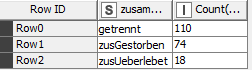 Row ID S zusam... I Count(...
Row0 getrennt 110
Row1 zusGestorben 74
Row2 zusUeberlebet 18